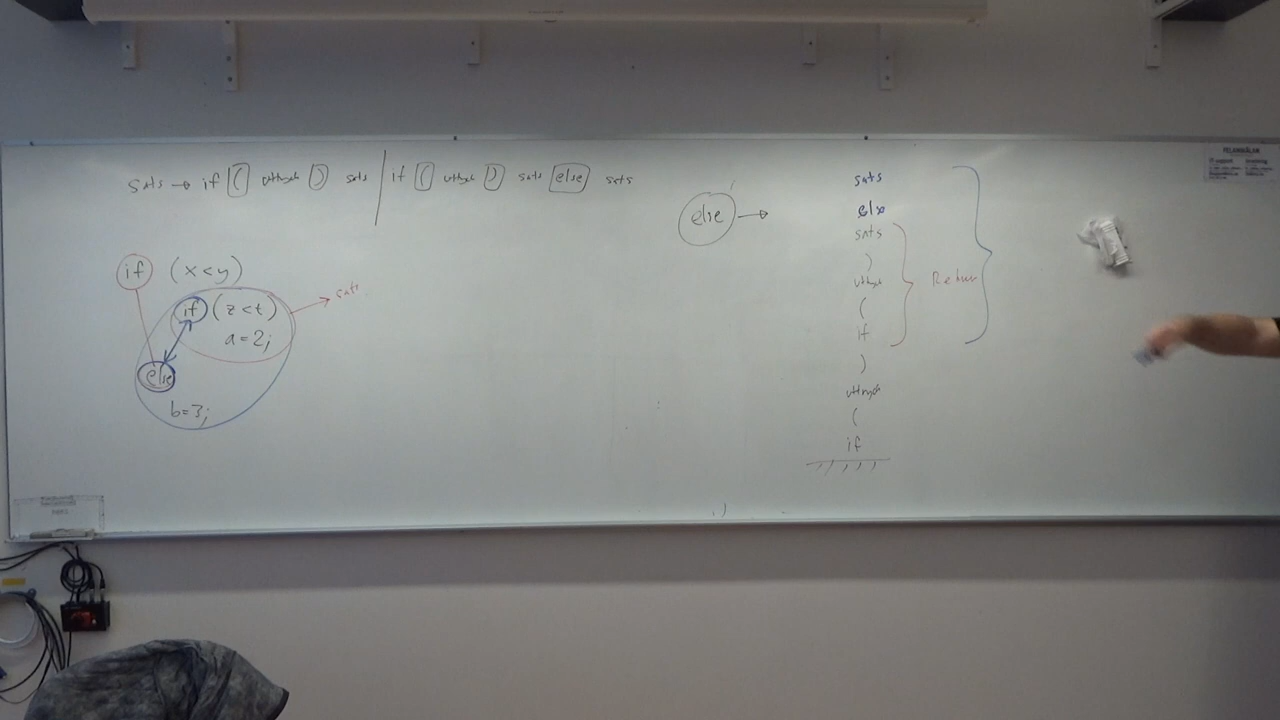 sats → if ( uttryck ) sats | if ( uttryck ) sats else sats
if (x<y)
if (z<t)
a=2;
else
b=3;
sats
else →
sats
else
sats
)
uttryck
(
if
)
uttryck
(
if
FELANMÄLAN